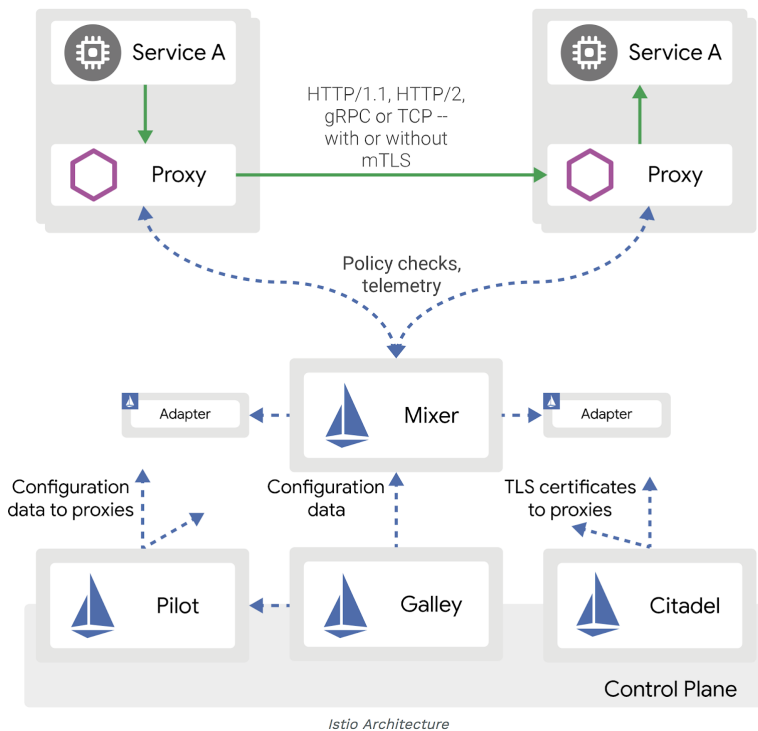 Service A
Service A
HTTP/1.1, HTTP/2,
gRPC or TCP --
with or without
mTLS
Proxy
Proxy
Policy checks,
telemetry
Adapter
Mixer
Adapter
Configuration
data to proxies
Configuration
data
TLS certificates
to proxies
Pilot
Galley
Citadel
Control Plane
Istio Architecture